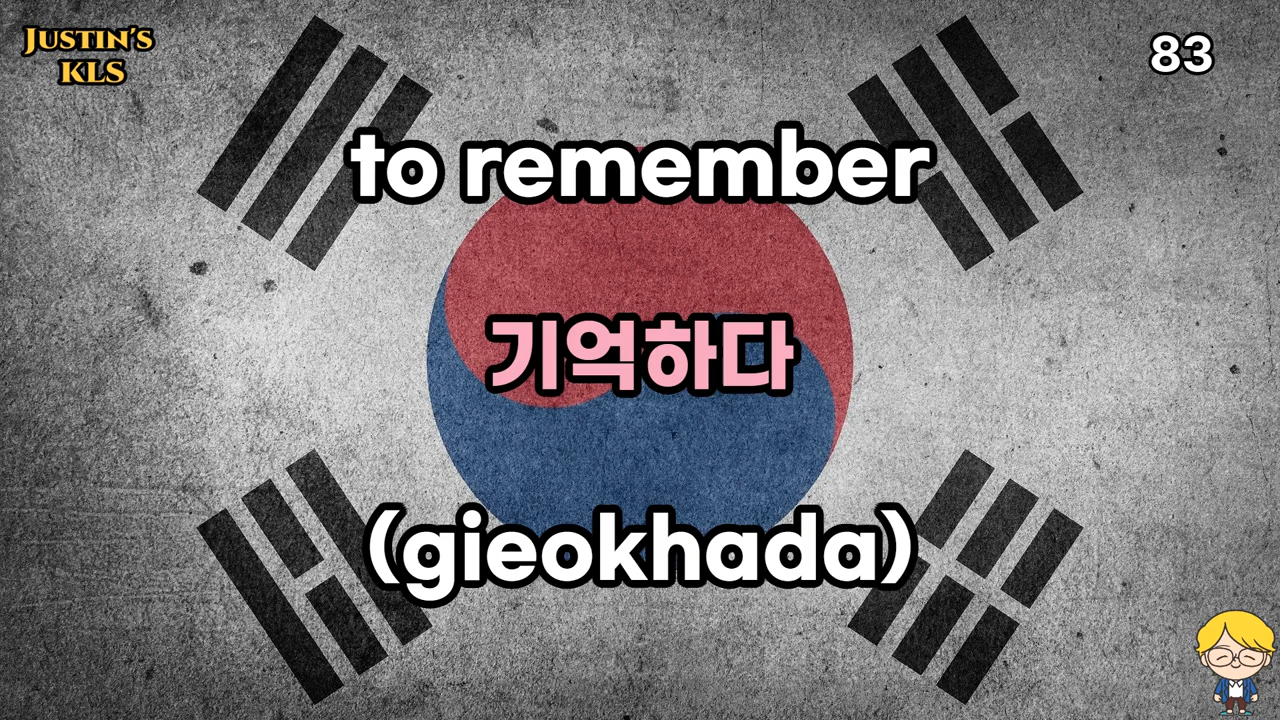 JUSTIN'S
KLS
83
to remember
기억하다
(gieokhada)